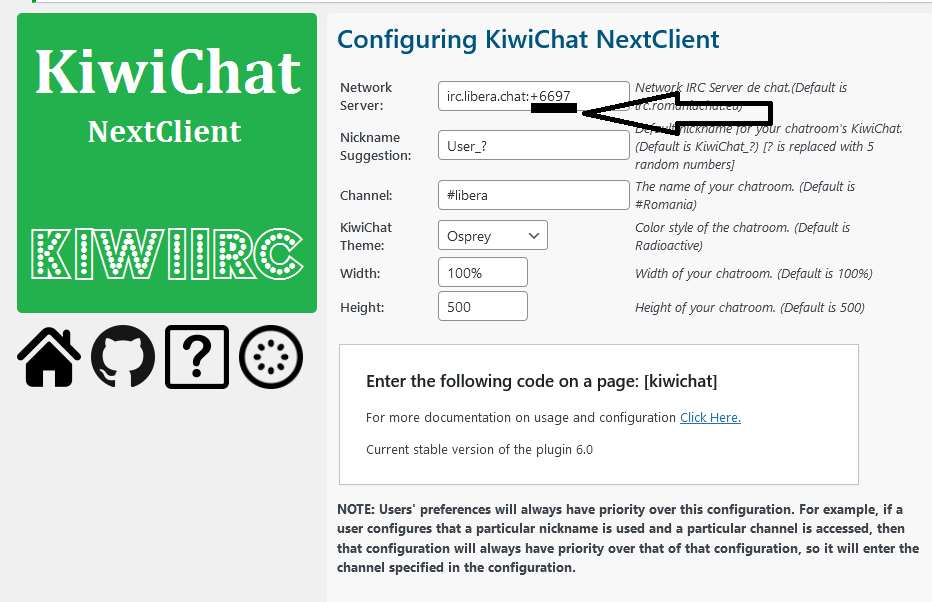 KiwiChat
NextClient
KIWIIRC
Configuring KiwiChat NextClient
Network
Server:
irc.libera.chat:+6697
Network IRC Server de chat.(Default is
irc.romaniachat.eu)
Nickname
Suggestion:
User_?
Default nickname for your chatroom's KiwiChat.
(Default is KiwiChat_?) [? is replaced with 5
random numbers]
Channel:
#libera
The name of your chatroom. (Default is
#Romania)
KiwiChat
Theme:
Osprey
Color style of the chatroom. (Default is
Radioactive)
Width:
100%
Width of your chatroom. (Default is 100%)
Height:
500
Height of your chatroom. (Default is 500)
Enter the following code on a page: [kiwichat]
For more documentation on usage and configuration Click Here.
Current stable version of the plugin 6.0
NOTE: Users' preferences will always have priority over this configuration. For example, if a
user configures that a particular nickname is used and a particular channel is accessed, then
that configuration will always have priority over that of that configuration, so it will enter the
channel specified in the configuration.